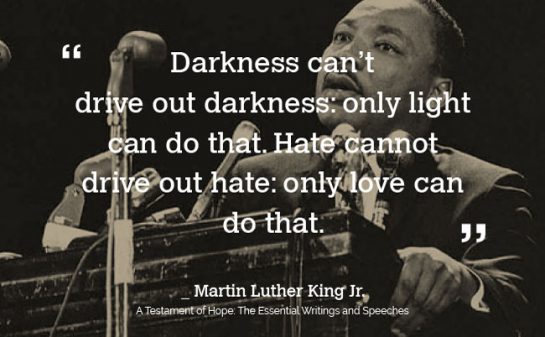 “
Darkness can’t
drive out darkness: only light
can do that. Hate cannot
drive out hate: only love can
do that.
”
_ Martin Luther King Jr.
A Testament of Hope: The Essential Writings and Speeches